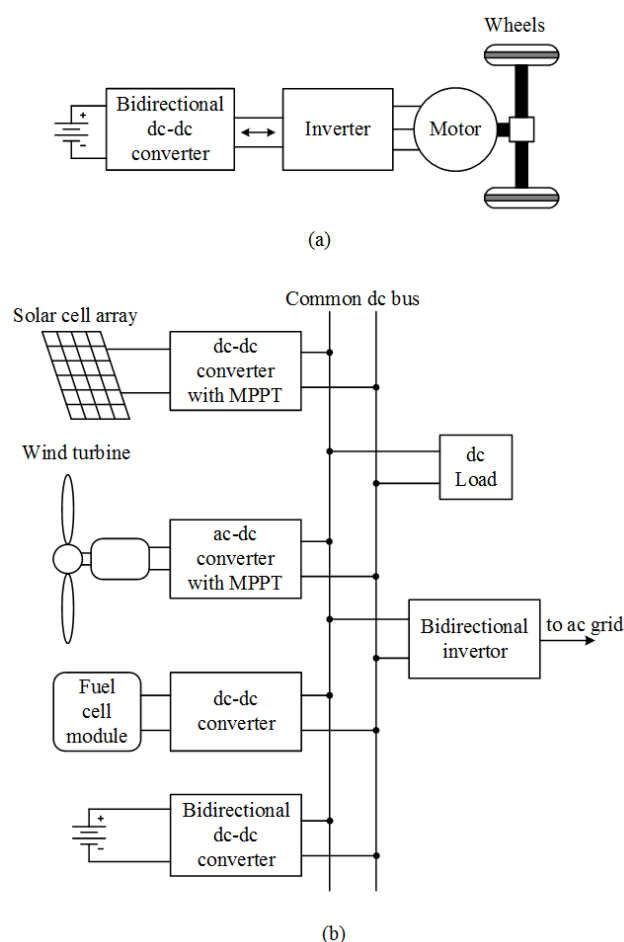 Wheels
Bidirectional
dc-dc
converter
Inverter
Motor
+
-
(a)
Common dc bus
Solar cell array
dc-dc
converter
with MPPT
dc
Load
Wind turbine
ac-dc
converter
with MPPT
Bidirectional
invertor
to ac grid
Fuel
cell
module
dc-dc
converter
Bidirectional
dc-dc
converter
+
-
(b)